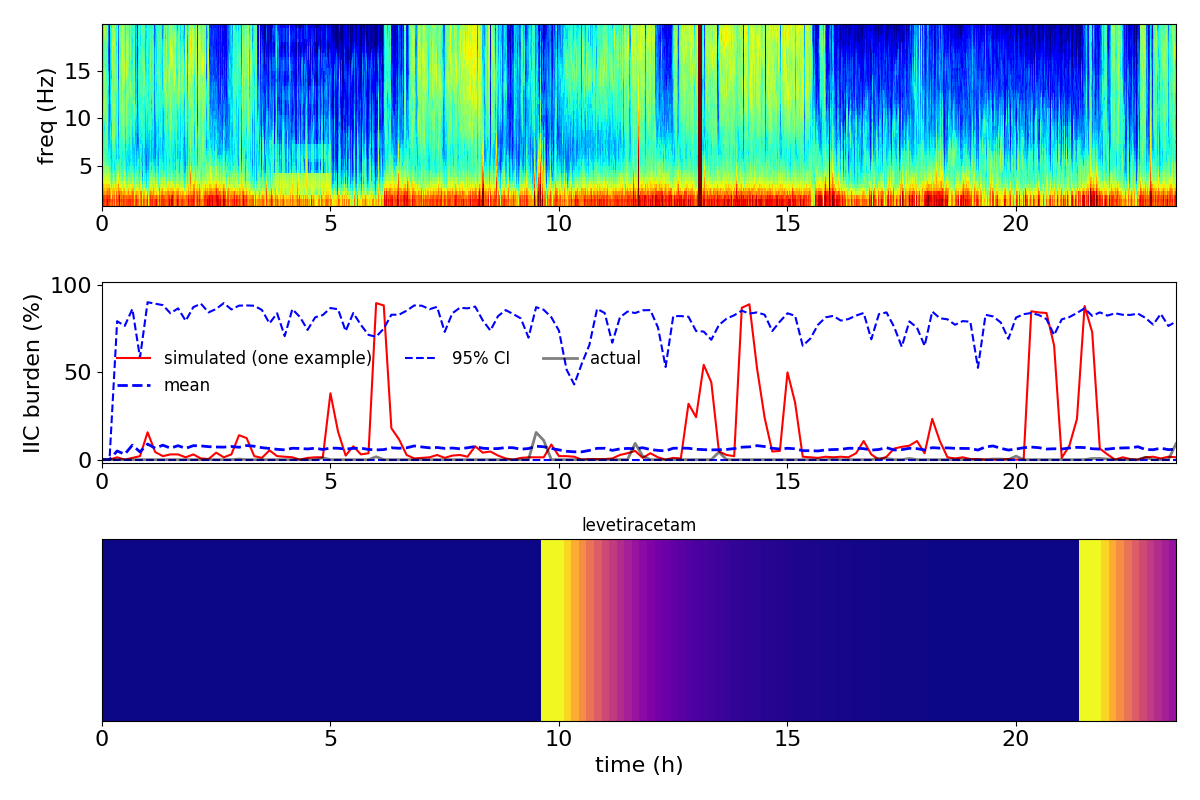 freq (Hz)
15
10
5
0 5 10 15 20
IIC burden (%)
100
50
0
simulated (one example) 95% CI actual
mean
0 5 10 15 20
levetiracetam
0 5 10 15 20
time (h)